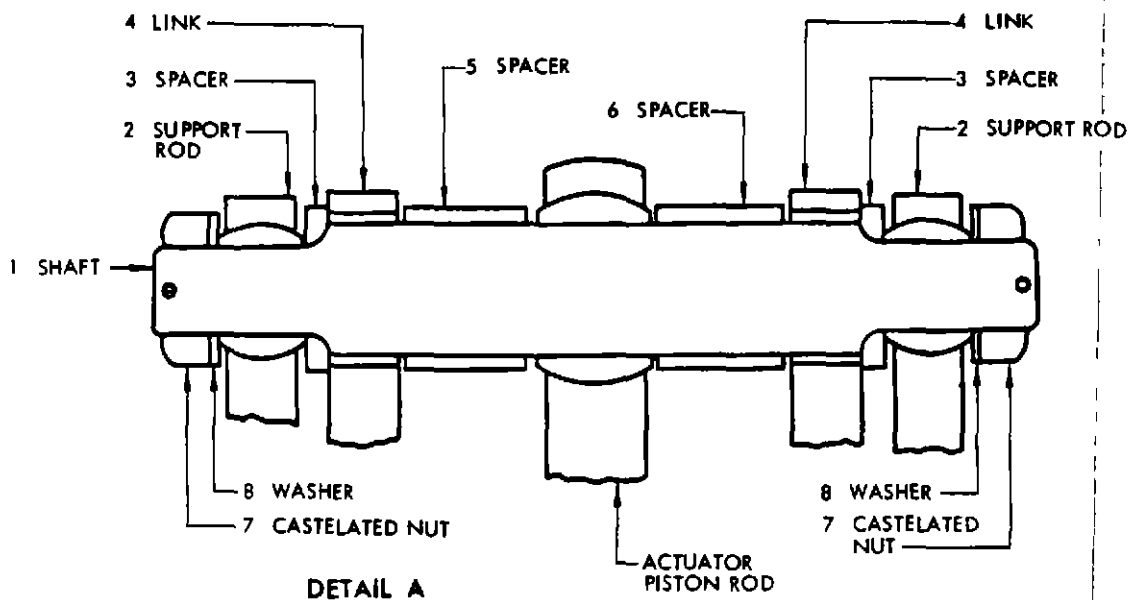 4 LINK
3 SPACER
2 SUPPORT
ROD
5 SPACER
6 SPACER
4 LINK
3 SPACER
2 SUPPORT ROD
1 SHAFT
8 WASHER
7 CASTELATED NUT
8 WASHER
7 CASTELATED
NUT
ACTUATOR
PISTON ROD
DETAIL A